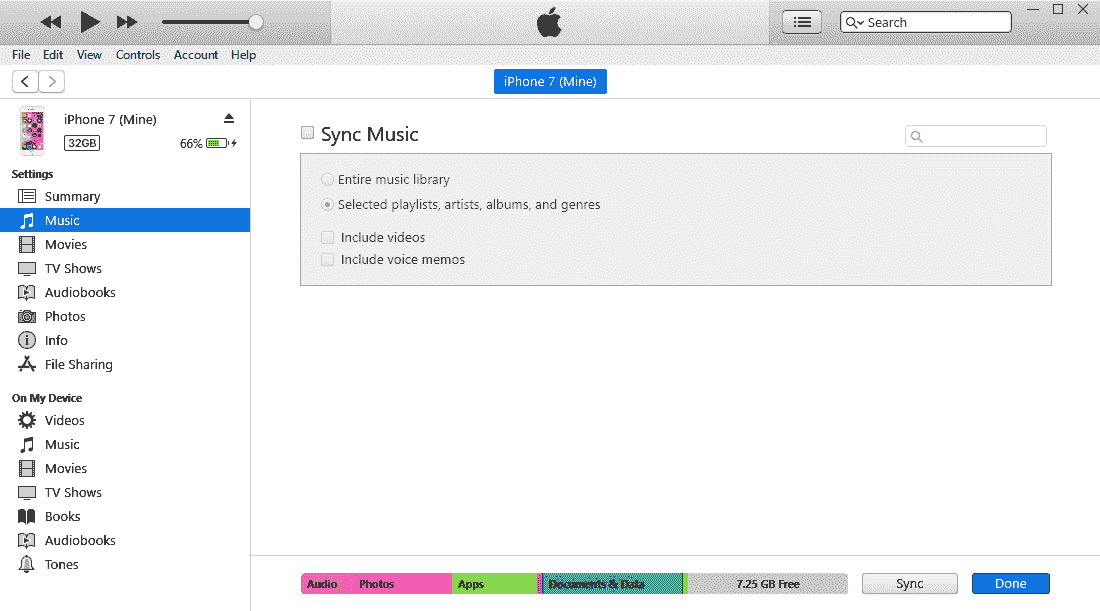 Search
File Edit View Controls Account Help
iPhone 7 (Mine)
iPhone 7 (Mine)
32GB
66%
Settings
Summary
Music
Movies
TV Shows
Audiobooks
Photos
Info
File Sharing
On My Device
Videos
Music
Movies
TV Shows
Books
Audiobooks
Tones
Sync Music
Entire music library
Selected playlists, artists, albums, and genres
Include videos
Include voice memos
Audio Photos Apps Documents & Data 7.25 GB Free
Sync Done